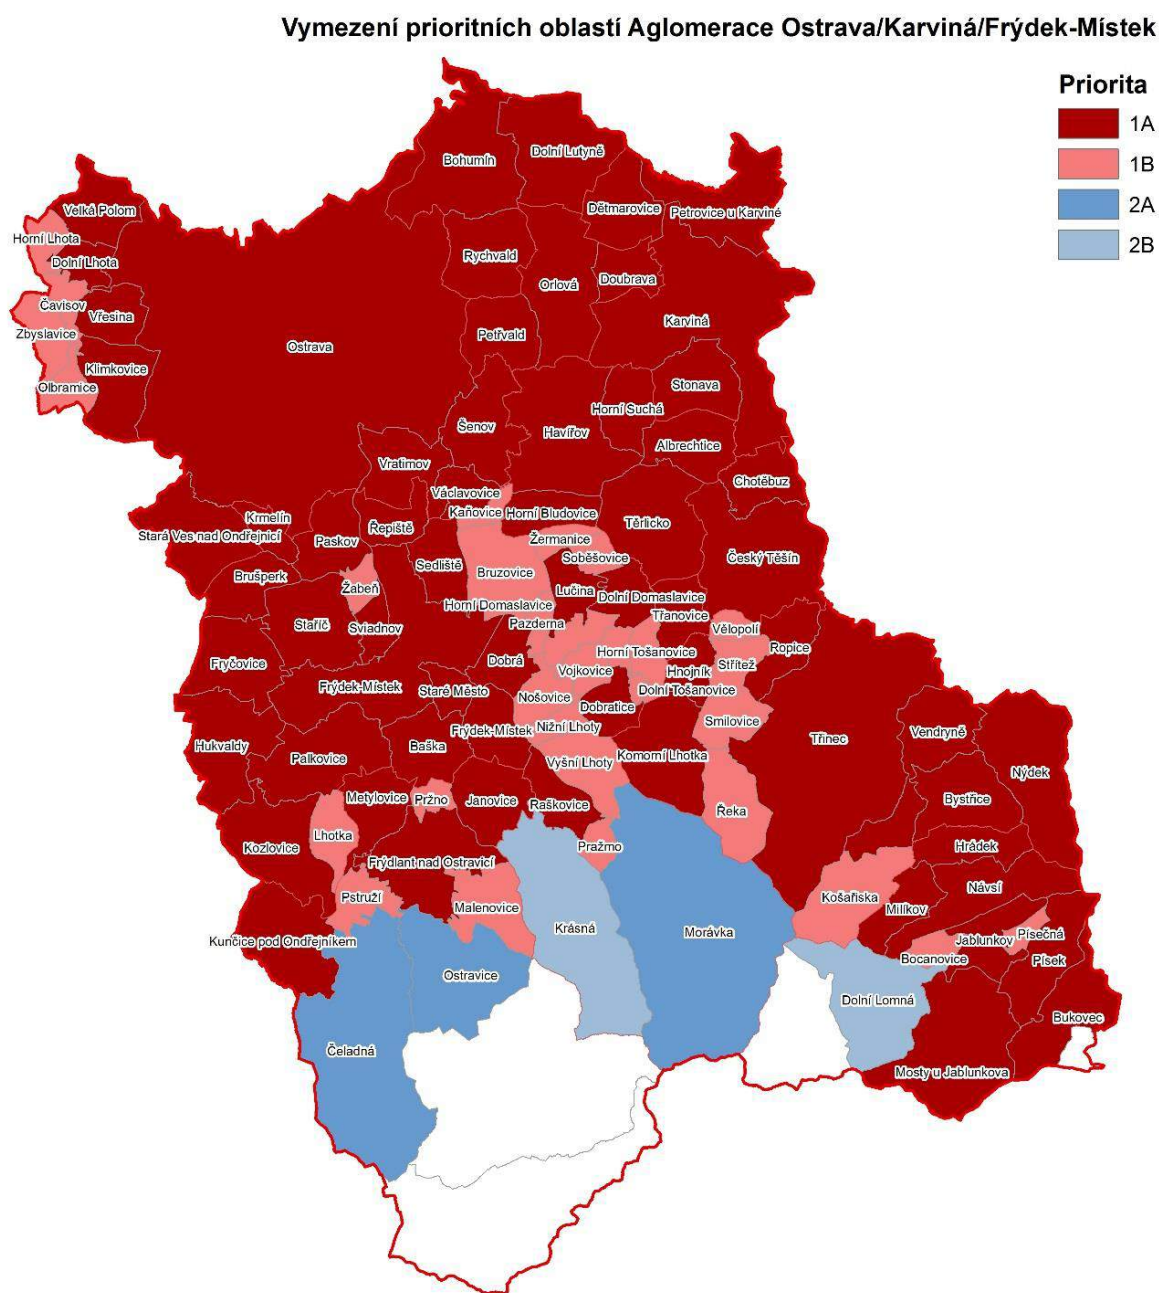 Vymezení prioritních oblastí Aglomerace Ostrava/Karviná/Frýdek-Místek
Priorita
1A
1B
2A
2B
Bohumín
Dolní Lutyně
Velká Polom
Dětmarovice
Petrovice u Karviné
Horní Lhota
Dolní Lhota
Rychvald
Orlová
Doubrava
Čavisov
Vřesina
Zbyslavice
Ostrava
Petřvald
Karviná
Klimkovice
Olbramice
Stonava
Horní Suchá
Šenov
Havířov
Albrechtice
Vratimov
Chotěbuz
Václavovice
Kaňovice
Horní Bludovice
Krmelín
Řepiště
Těrlicko
Stará Ves nad Ondřejnicí
Paskov
Žermanice
Sedliště
Soběšovice
Český Těšín
Brušperk
Žabeň
Bruzovice
Lučina
Dolní Domaslavice
Horní Domaslavice
Třanovice
Staříč
Sviadnov
Pazderna
Vělopolí
Ropice
Fryčovice
Dobrá
Horní Tošanovice
Vojkovice
Hnojník
Střítež
Frýdek-Místek
Staré Město
Nošovice
Dolní Tošanovice
Dobratice
Smilovice
Frýdek-Místek
Nižní Lhoty
Třinec
Vendryně
Hukvaldy
Palkovice
Baška
Vyšní Lhoty
Komorní Lhotka
Nýdek
Metylovice
Pržno
Janovice
Raškovice
Řeka
Bystřice
Lhotka
Kozlovice
Pražmo
Hrádek
Frýdlant nad Ostravicí
Návsí
Pstruží
Malenovice
Košařiska
Milíkov
Krásná
Morávka
Písečná
Kunčice pod Ondřejníkem
Jablunkov
Bocanovice
Písek
Ostravice
Dolní Lomná
Bukovec
Čeladná
Mosty u Jablunkova